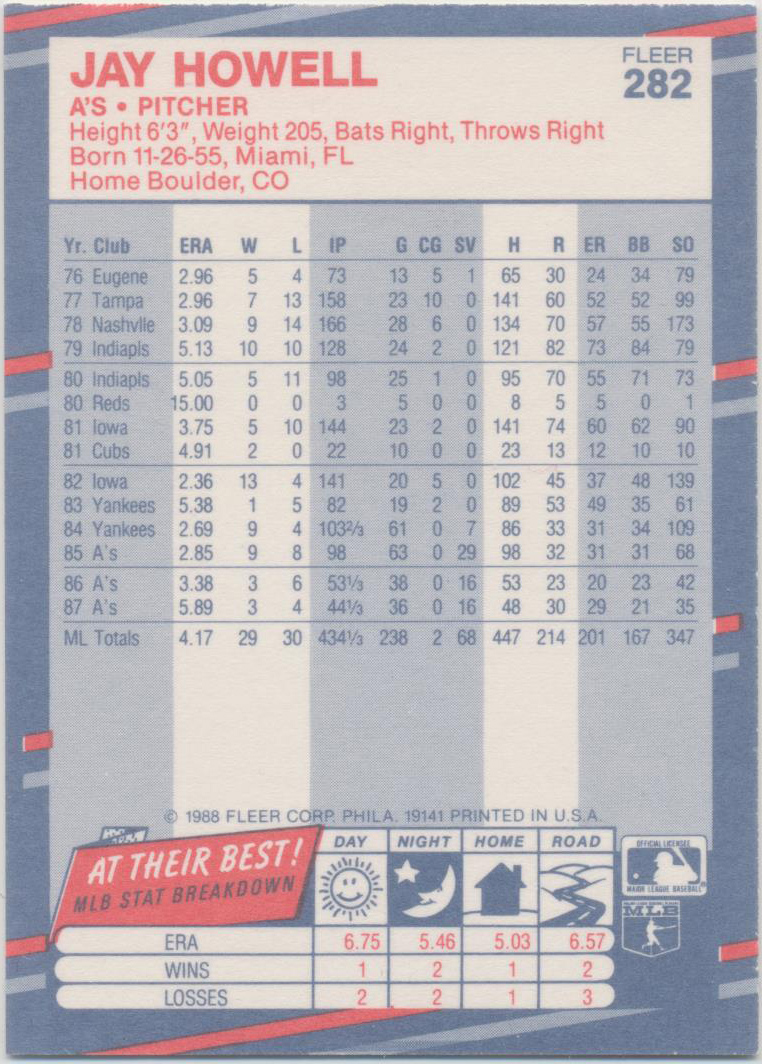 JAY HOWELL
FLEER
282
A'S • PITCHER
Height 6'3", Weight 205, Bats Right, Throws Right
Born 11-26-55, Miami, FL
Home Boulder, CO
Yr. Club ERA W L IP G CG SV H R ER BB SO
76 Eugene 2.96 5 4 73 13 5 1 65 30 24 34 79
77 Tampa 2.96 7 13 158 23 10 0 141 60 52 52 99
78 Nashvlle 3.09 9 14 166 28 6 0 134 70 57 55 173
79 Indiapls 5.13 10 10 128 24 2 0 121 82 73 84 79
80 Indiapls 5.05 5 11 98 25 1 0 95 70 55 71 73
80 Reds 15.00 0 0 3 5 0 0 8 5 5 0 1
81 Iowa 3.75 5 10 144 23 2 0 141 74 60 62 90
81 Cubs 4.91 2 0 22 10 0 0 23 13 12 10 10
82 Iowa 2.36 13 4 141 20 5 0 102 45 37 48 139
83 Yankees 5.38 1 5 82 19 2 0 89 53 49 35 61
84 Yankees 2.69 9 4 103⅔ 61 0 7 86 33 31 34 109
85 A's 2.85 9 8 98 63 0 29 98 32 31 31 68
86 A's 3.38 3 6 53⅓ 38 0 16 53 23 20 23 42
87 A's 5.89 3 4 44⅓ 36 0 16 48 30 29 21 35
ML Totals 4.17 29 30 434⅓ 238 2 68 447 214 201 167 347
© 1988 FLEER CORP. PHILA. 19141 PRINTED IN U.S.A.
AT THEIR BEST!
MLB STAT BREAKDOWN
DAY NIGHT HOME ROAD
ERA 6.75 5.46 5.03 6.57
WINS 1 2 1 2
LOSSES 2 2 1 3
OFFICIAL LICENSEE
MAJOR LEAGUE BASEBALL®
MLB